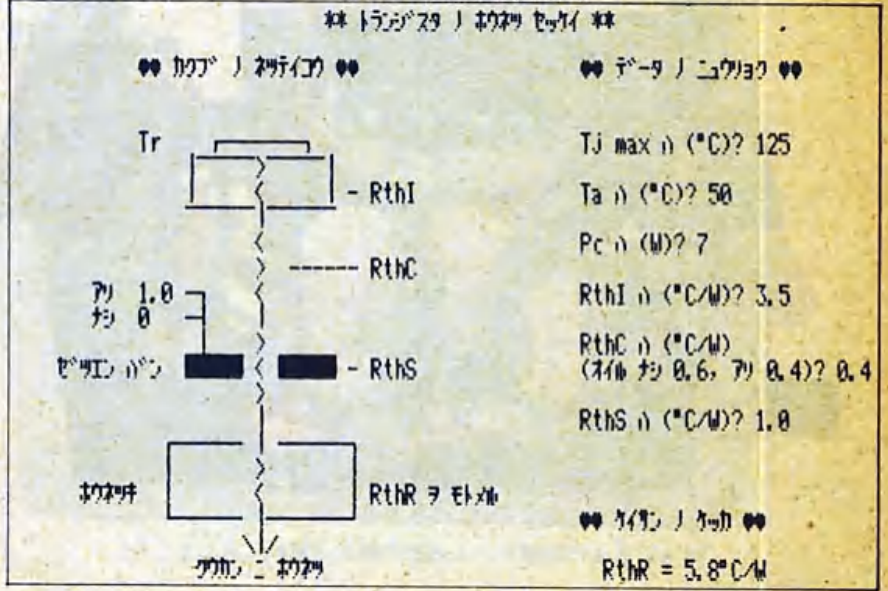 ** トランジスタ ノ ホウネツ セッケイ **
♥♥ カクブ ノ ネツテイコウ ♥♥
Tr
- RthI
------ RthC
アリ 1.0
ナシ 0
ゼツエン バン
- RthS
ホウネツキ
RthR ヲ モトメル
クウカン ニ ホウネツ
♥♥ データ ノ ニュウリョク ♥♥
Tj max ハ (°C)? 125
Ta ハ (°C)? 50
Pc ハ (W)? 7
RthI ハ (°C/W)? 3.5
RthC ハ (°C/W)
(オイル ナシ 0.6, アリ 0.4)? 0.4
RthS ハ (°C/W)? 1.0
♥♥ ケイサン ノ ケッカ ♥♥
RthR = 5.8°C/W